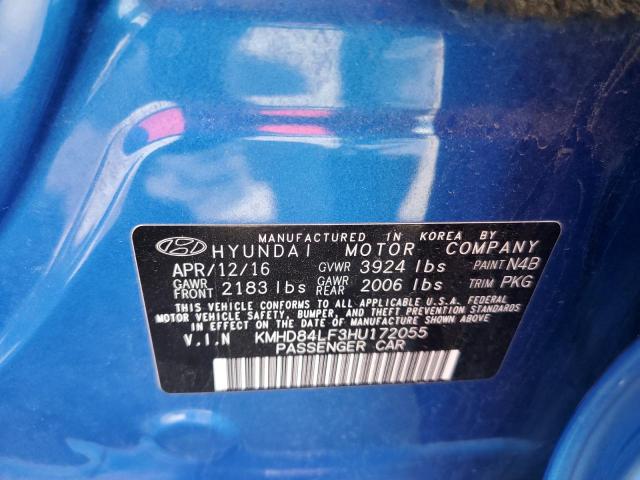 MANUFACTURED IN KOREA BY
HYUNDAI MOTOR COMPANY
APR/12/16 GVWR 3924 lbs PAINT N4B
GAWR FRONT 2183 lbs GAWR REAR 2006 lbs TRIM PKG
THIS VEHICLE CONFORMS TO ALL APPLICABLE U.S.A. FEDERAL
MOTOR VEHICLE SAFETY, BUMPER, AND THEFT PREVENTION STANDARDS
IN EFFECT ON THE DATE OF MANUFACTURE SHOWN ABOVE.
V.I.N KMHD84LF3HU172055
PASSENGER CAR